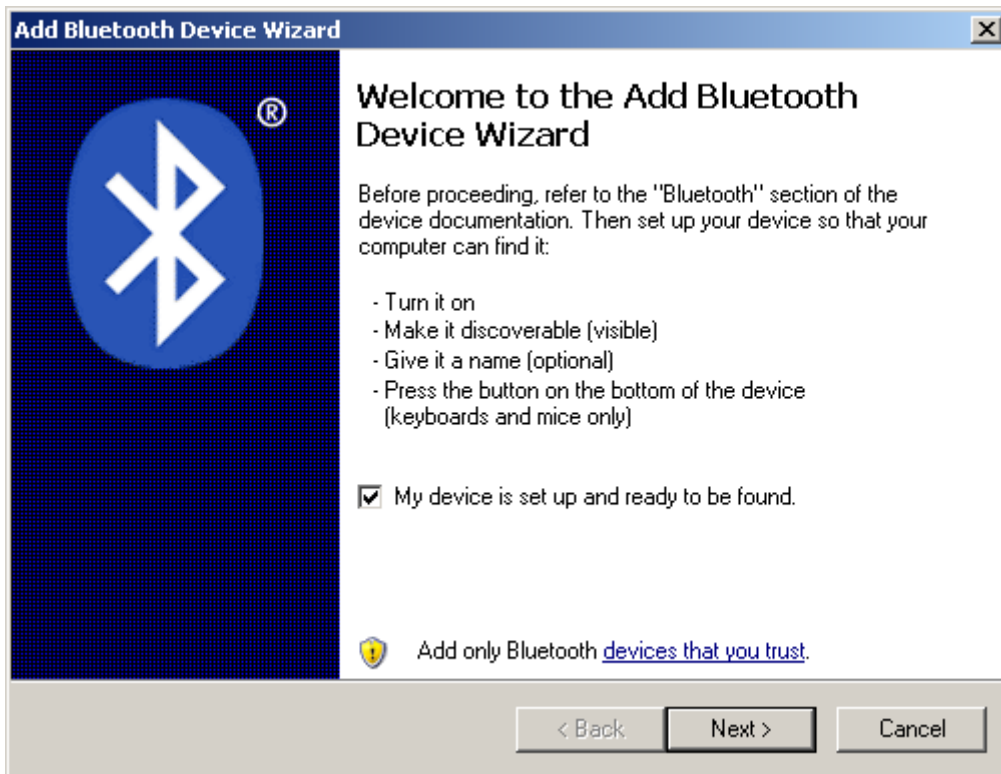 Add Bluetooth Device Wizard
®
Welcome to the Add Bluetooth
Device Wizard
Before proceeding, refer to the "Bluetooth" section of the
device documentation. Then set up your device so that your
computer can find it:
- Turn it on
- Make it discoverable (visible)
- Give it a name (optional)
- Press the button on the bottom of the device
(keyboards and mice only)
My device is set up and ready to be found.
Add only Bluetooth devices that you trust.
< Back Next > Cancel